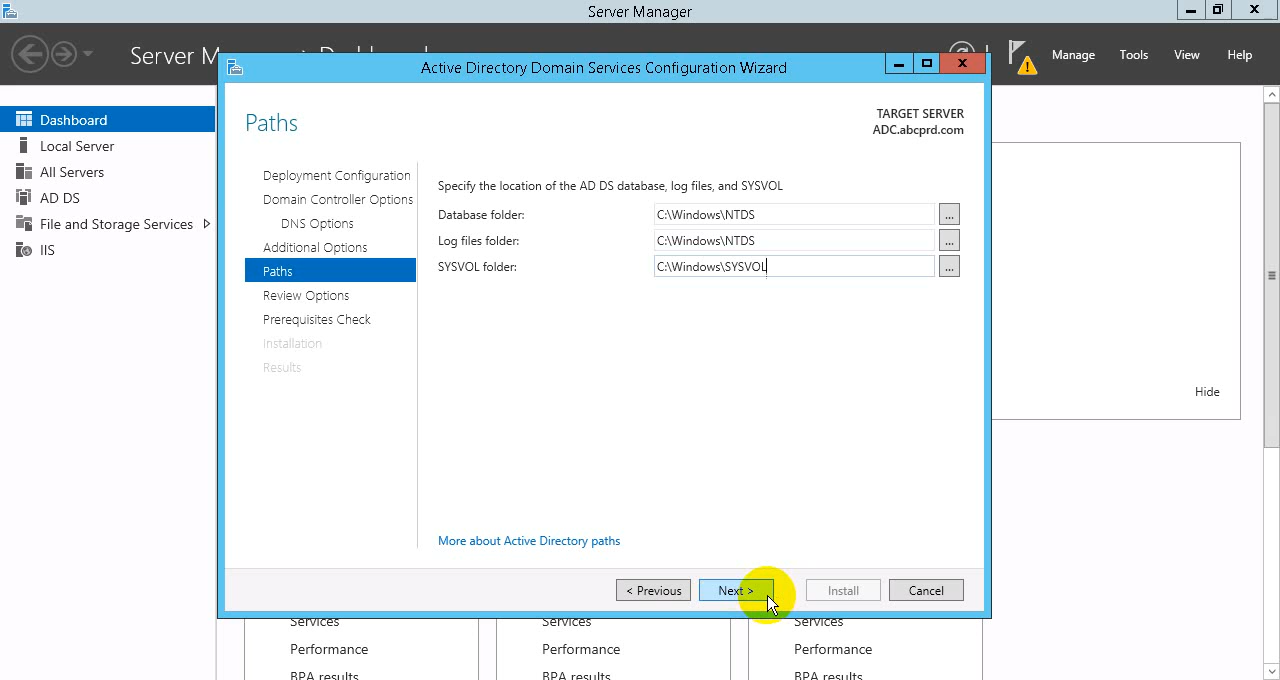 Server Manager
Server M
Manage
Tools
View
Help
Active Directory Domain Services Configuration Wizard
Dashboard
Local Server
All Servers
AD DS
File and Storage Services
IIS
Paths
TARGET SERVER
ADC.abcprd.com
Deployment Configuration
Domain Controller Options
DNS Options
Additional Options
Paths
Review Options
Prerequisites Check
Installation
Results
Specify the location of the AD DS database, log files, and SYSVOL
Database folder: C:\Windows\NTDS ...
Log files folder: C:\Windows\NTDS ...
SYSVOL folder: C:\Windows\SYSVOL ...
More about Active Directory paths
< Previous Next > Install Cancel
Hide
Services Services Services
Performance Performance Performance
BPA results BPA results BPA results